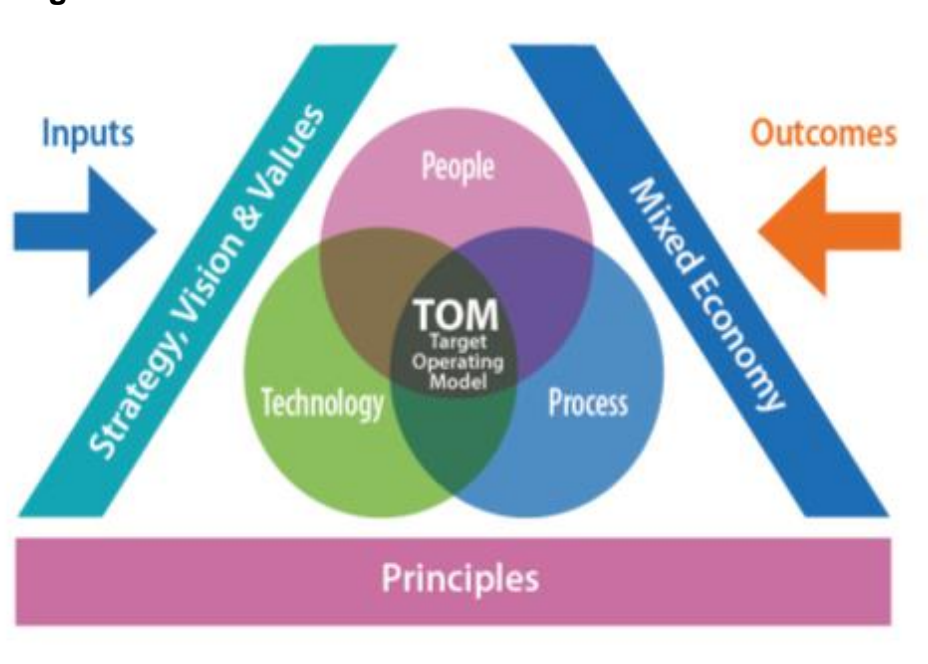 Inputs
Outcomes
Strategy, Vision & Values
People
Mixed Economy
TOM
Target
Operating
Model
Technology
Process
Principles